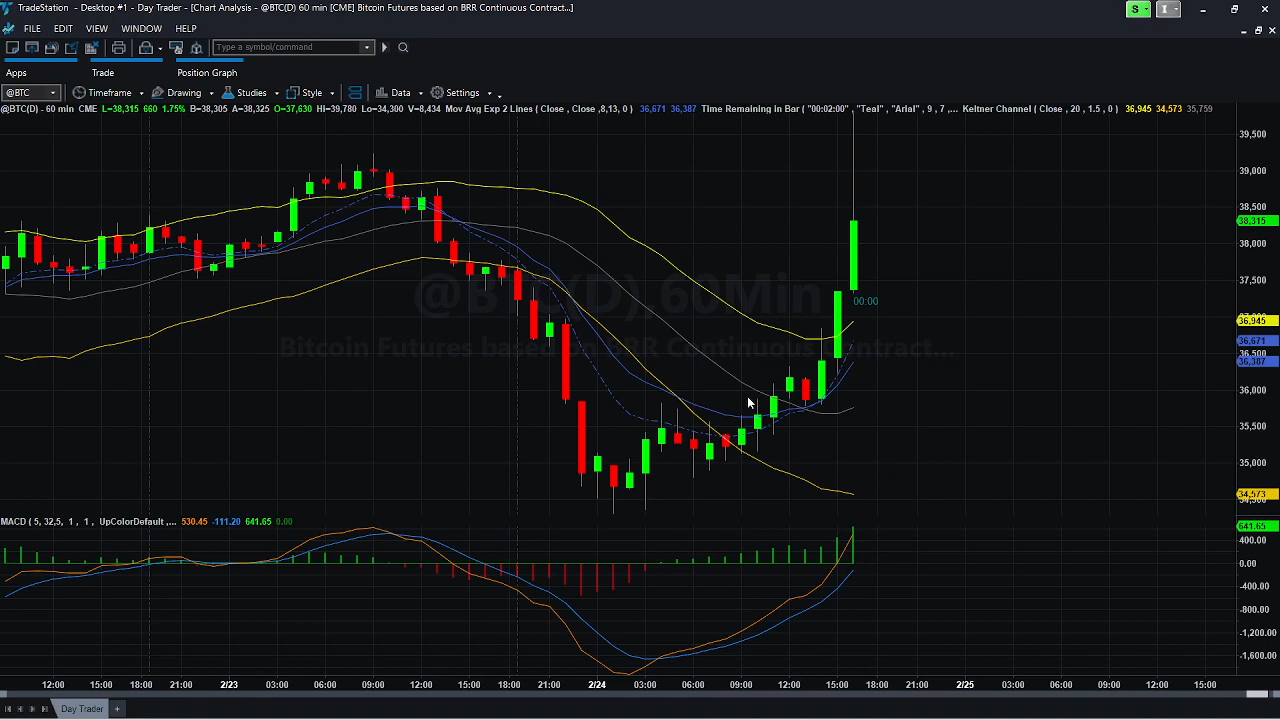 TradeStation - Desktop #1 - Day Trader - [Chart Analysis - @BTC(D) 60 min [CME] Bitcoin Futures based on BRR Continuous Contract...]
S
I
FILE EDIT VIEW WINDOW HELP
Type a symbol/command
Apps Trade Position Graph
@BTC Timeframe Drawing Studies Style Data Settings
@BTC(D) - 60 min CME L=38,315 660 1.75% B=38,305 A=38,325 O=37,630 Hi=39,780 Lo=34,300 V=8,434 Mov Avg Exp 2 Lines ( Close , Close ,8,13, 0 ) 36,671 36,387 Time Remaining in Bar ( "00:02:00" , "Teal" , "Arial" , 9 , 7 ,... Keltner Channel ( Close , 20 , 1.5 , 0 ) 36,945 34,573 35,759
39,500
39,000
38,500
38,315
38,000
37,500
00:00
@BTC(D),60Min
36,945
36,671
Bitcoin Futures based on BRR Continuous Contract...
36,500
36,387
36,000
35,500
35,000
34,573
MACD ( 5, 32,5, 1 , 1 , UpColorDefault ,... 530.45 -111.20 641.65 0.00
641.65
400.00
0.00
-400.00
-800.00
-1,200.00
-1,600.00
12:00 15:00 18:00 21:00 2/23 03:00 06:00 09:00 12:00 15:00 18:00 21:00 2/24 03:00 06:00 09:00 12:00 15:00 18:00 21:00 2/25 03:00 06:00 09:00 12:00 15:00
Day Trader +